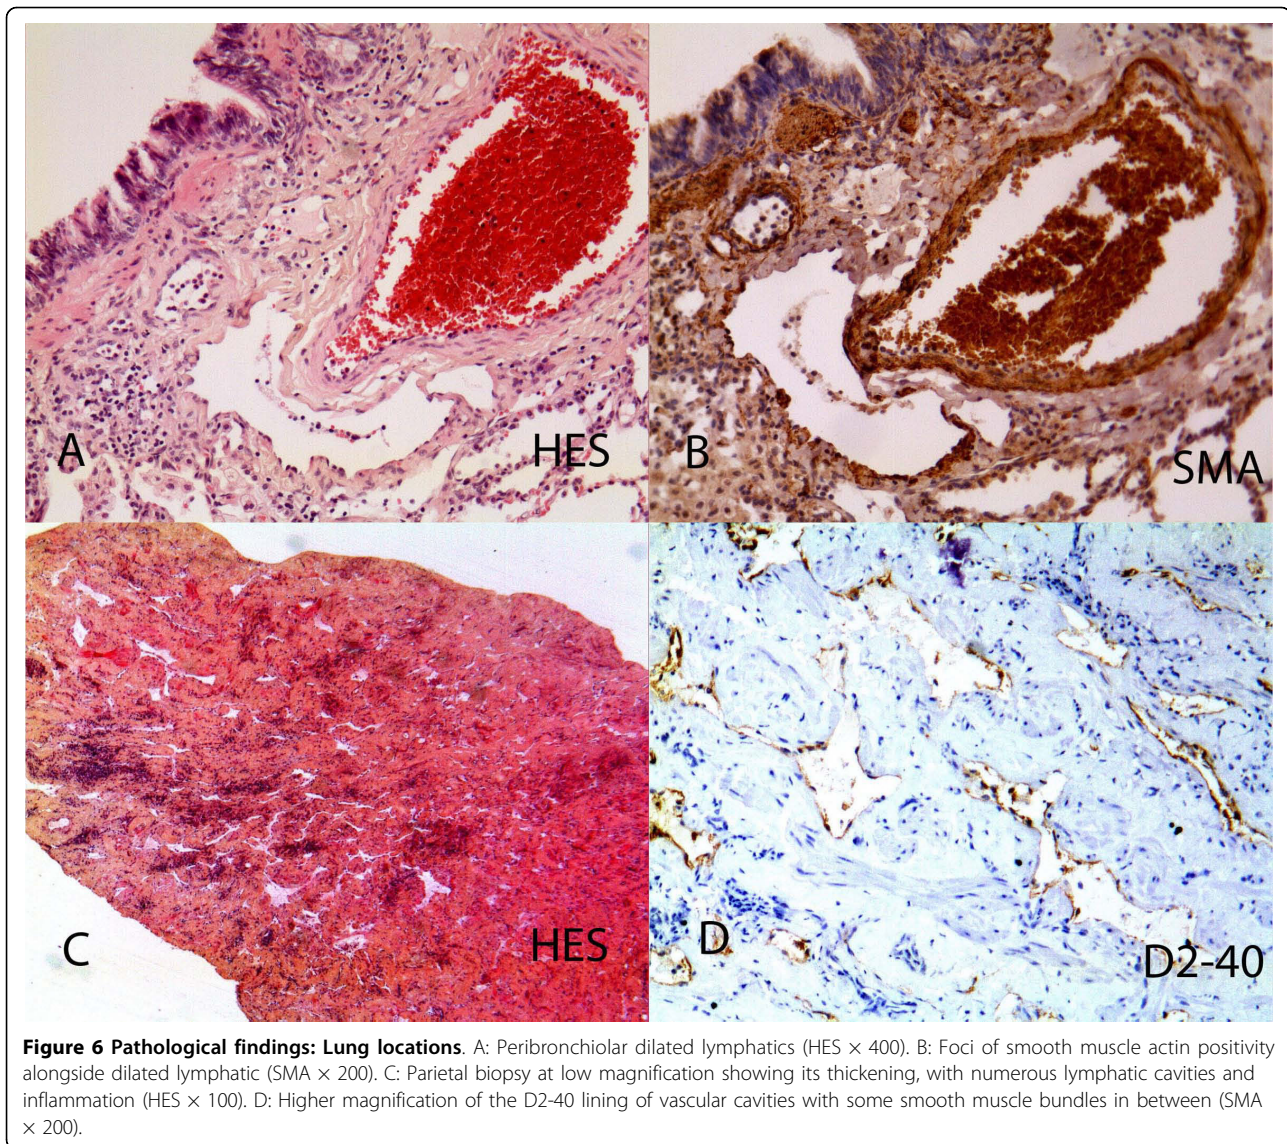 A
HES
B
SMA
C
HES
D
D2-40
Figure 6 Pathological findings: Lung locations. A: Peribronchiolar dilated lymphatics (HES × 400). B: Foci of smooth muscle actin positivity
alongside dilated lymphatic (SMA × 200). C: Parietal biopsy at low magnification showing its thickening, with numerous lymphatic cavities and
inflammation (HES × 100). D: Higher magnification of the D2-40 lining of vascular cavities with some smooth muscle bundles in between (SMA
× 200).